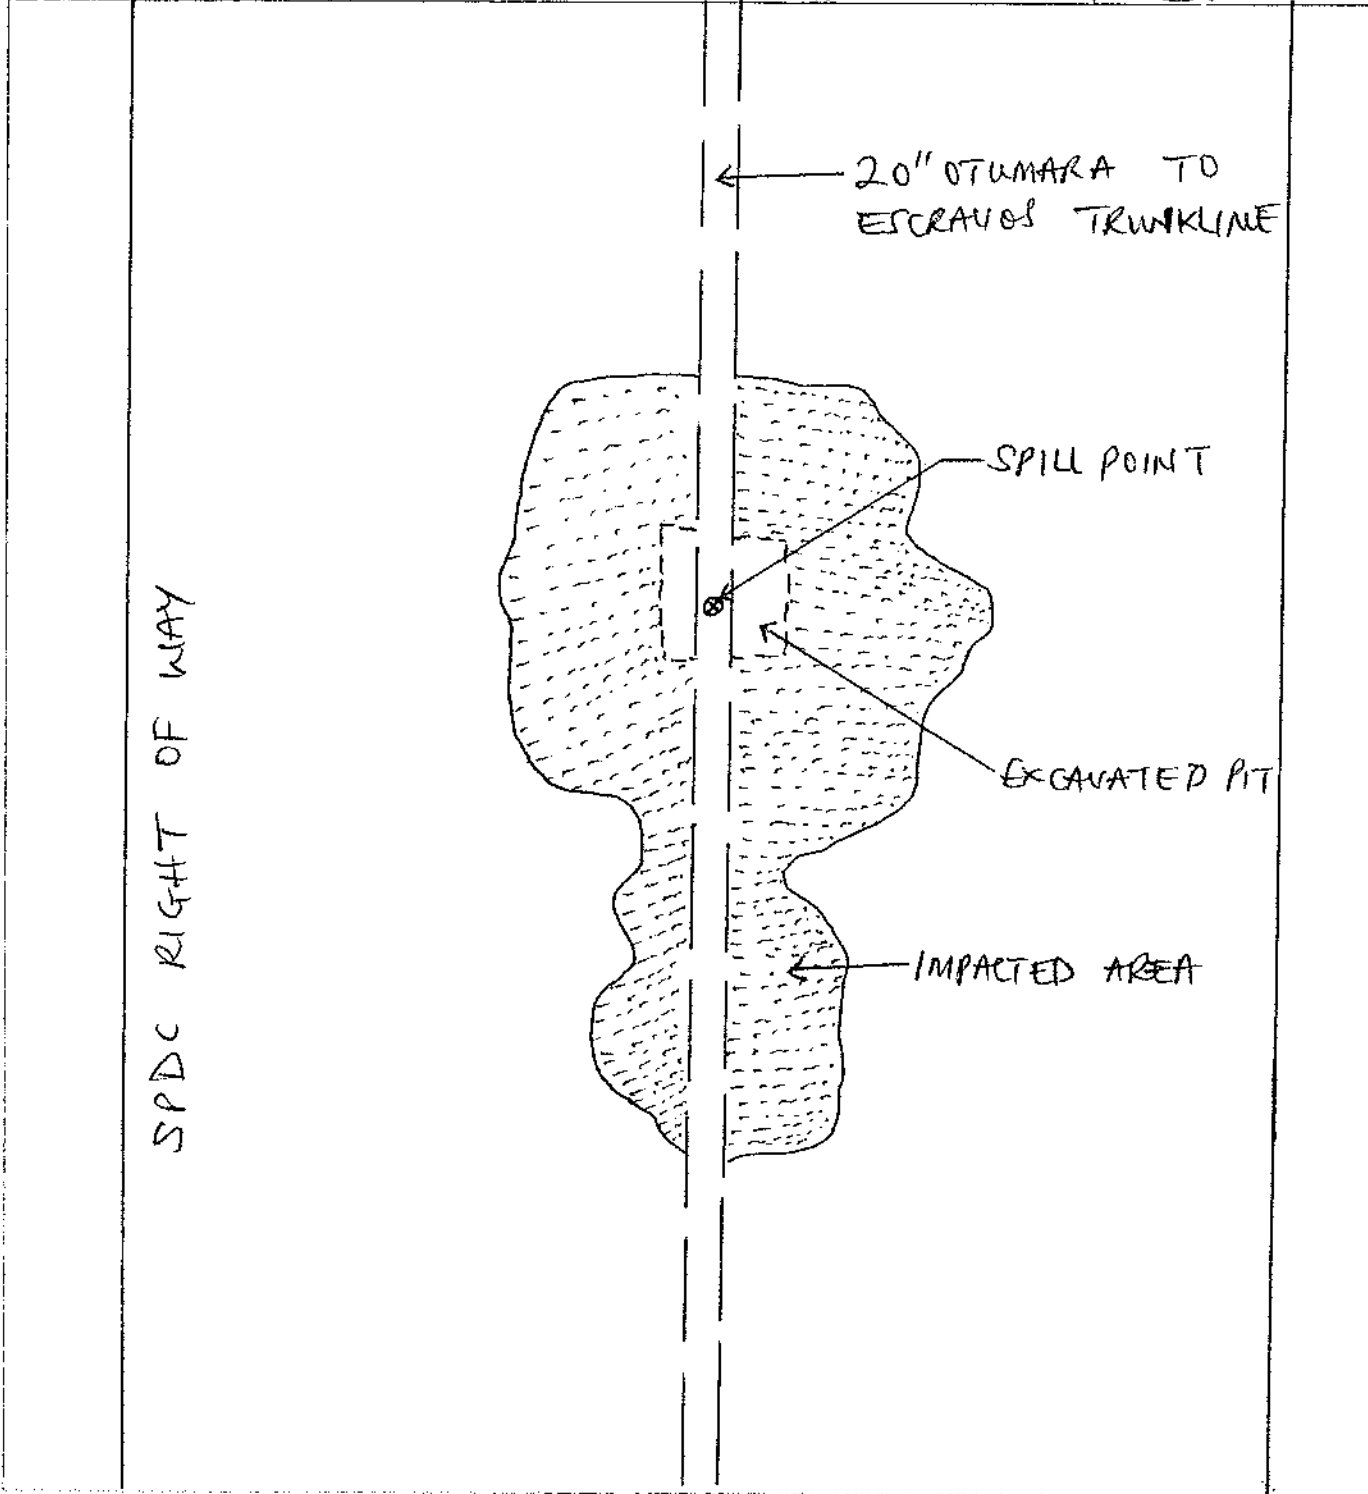 20" OTUMARA TO
ESCRAVOS TRUNKLINE
SPILL POINT
SPDC RIGHT OF WAY
EXCAVATED PIT
IMPACTED AREA